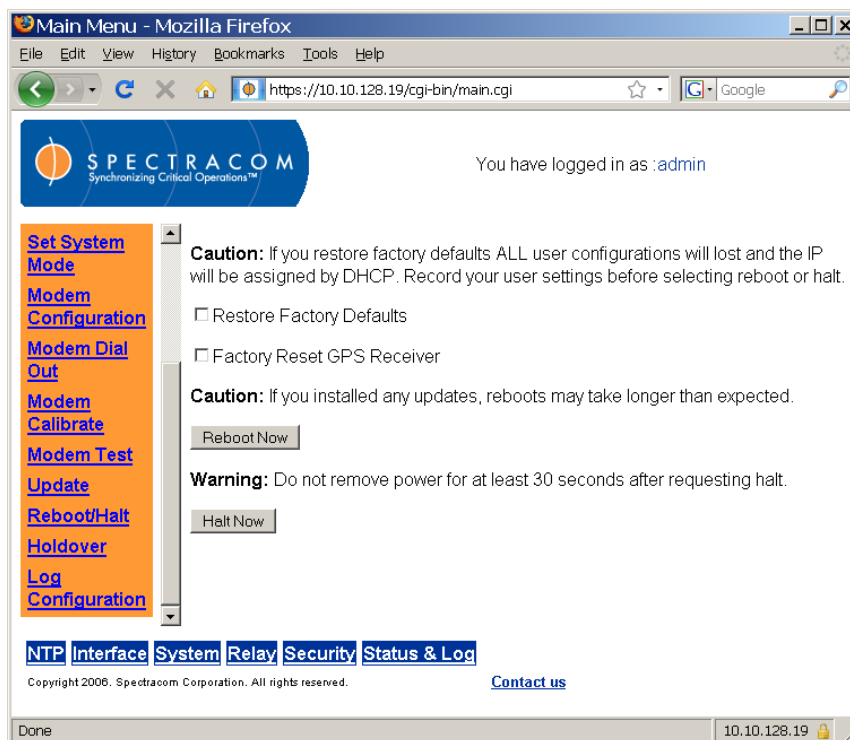 Main Menu - Mozilla Firefox
File Edit View History Bookmarks Tools Help
https://10.10.128.19/cgi-bin/main.cgi
G Google
SPECTRACOM
Synchronizing Critical Operations™
You have logged in as :admin
Set System
Mode
Modem
Configuration
Modem Dial
Out
Modem
Calibrate
Modem Test
Update
Reboot/Halt
Holdover
Log
Configuration
Caution: If you restore factory defaults ALL user configurations will lost and the IP
will be assigned by DHCP. Record your user settings before selecting reboot or halt.
Restore Factory Defaults
Factory Reset GPS Receiver
Caution: If you installed any updates, reboots may take longer than expected.
Reboot Now
Warning: Do not remove power for at least 30 seconds after requesting halt.
Halt Now
NTP Interface System Relay Security Status & Log
Copyright 2006. Spectracom Corporation. All rights reserved.
Contact us
Done
10.10.128.19